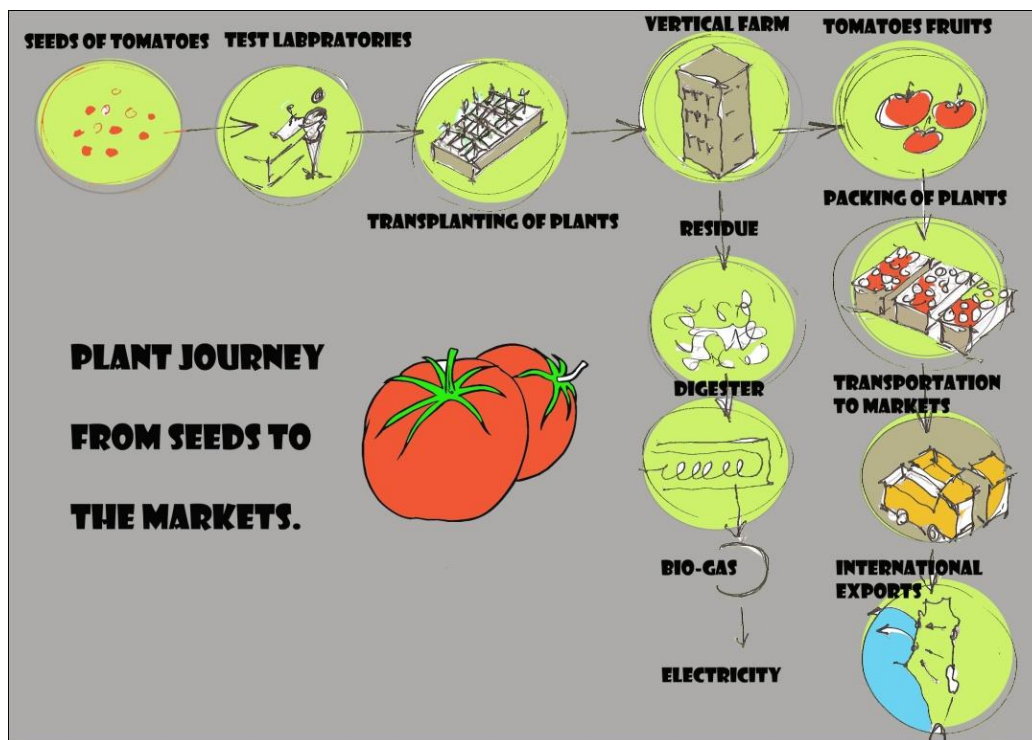 SEEDS OF TOMATOES
TEST LABPRATORIES
VERTICAL FARM
TOMATOES FRUITS
TRANSPLANTING OF PLANTS
RESIDUE
PACKING OF PLANTS
PLANT JOURNEY
FROM SEEDS TO
THE MARKETS.
DIGESTER
TRANSPORTATION
TO MARKETS
BIO-GAS
INTERNATIONAL
EXPORTS
ELECTRICITY